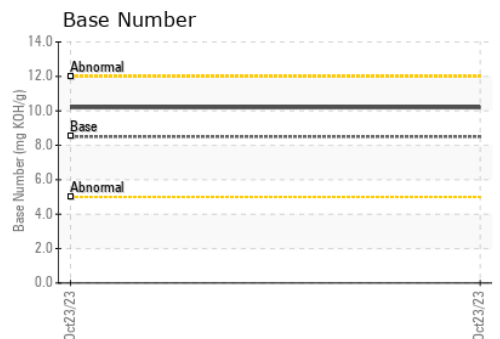 Base Number
14.0
Abnormal
12.0
10.0
Base
8.0
6.0
Abnormal
4.0
2.0
0.0
Base Number (mg KOH/g)
Oct23/23
Oct23/23